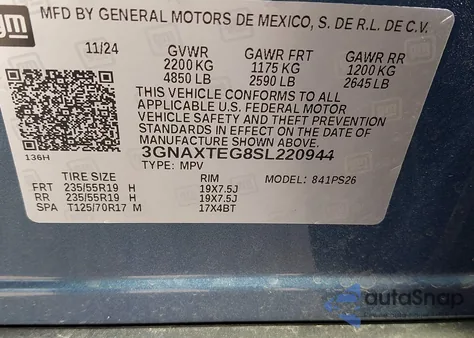 gm
MFD BY GENERAL MOTORS DE MEXICO, S. DE R.L. DE C.V.
11/24 GVWR GAWR FRT GAWR RR
2200 KG 1175 KG 1200 KG
4850 LB 2590 LB 2645 LB
THIS VEHICLE CONFORMS TO ALL
APPLICABLE U.S. FEDERAL MOTOR
VEHICLE SAFETY AND THEFT PREVENTION
STANDARDS IN EFFECT ON THE DATE OF
MANUFACTURE SHOWN ABOVE.
136H
3GNAXTEG8SL220944
TYPE: MPV
TIRE SIZE RIM MODEL: 841PS26
FRT 235/55R19 H 19X7.5J
RR 235/55R19 H 19X7.5J
SPA T125/70R17 M 17X4BT
autoSnap